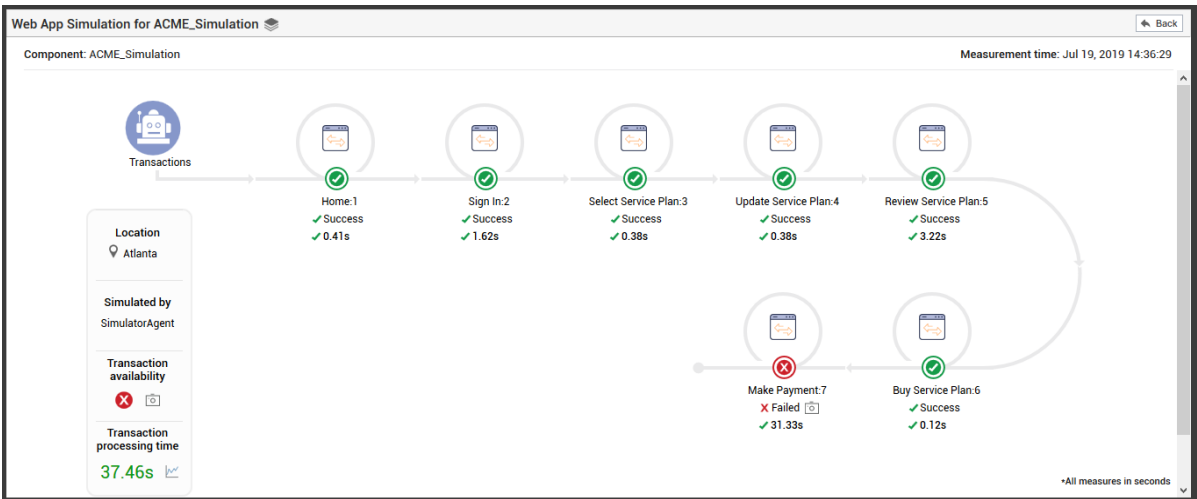 Web App Simulation for ACME_Simulation
Back
Component: ACME_Simulation
Measurement time: Jul 19, 2019 14:36:29
Transactions
Home:1
Success
0.41s
Sign In:2
Success
1.62s
Select Service Plan:3
Success
0.38s
Update Service Plan:4
Success
0.38s
Review Service Plan:5
Success
3.22s
Location
Atlanta
Simulated by
SimulatorAgent
Transaction
availability
Transaction
processing time
37.46s
Make Payment:7
Failed
31.33s
Buy Service Plan:6
Success
0.12s
*All measures in seconds